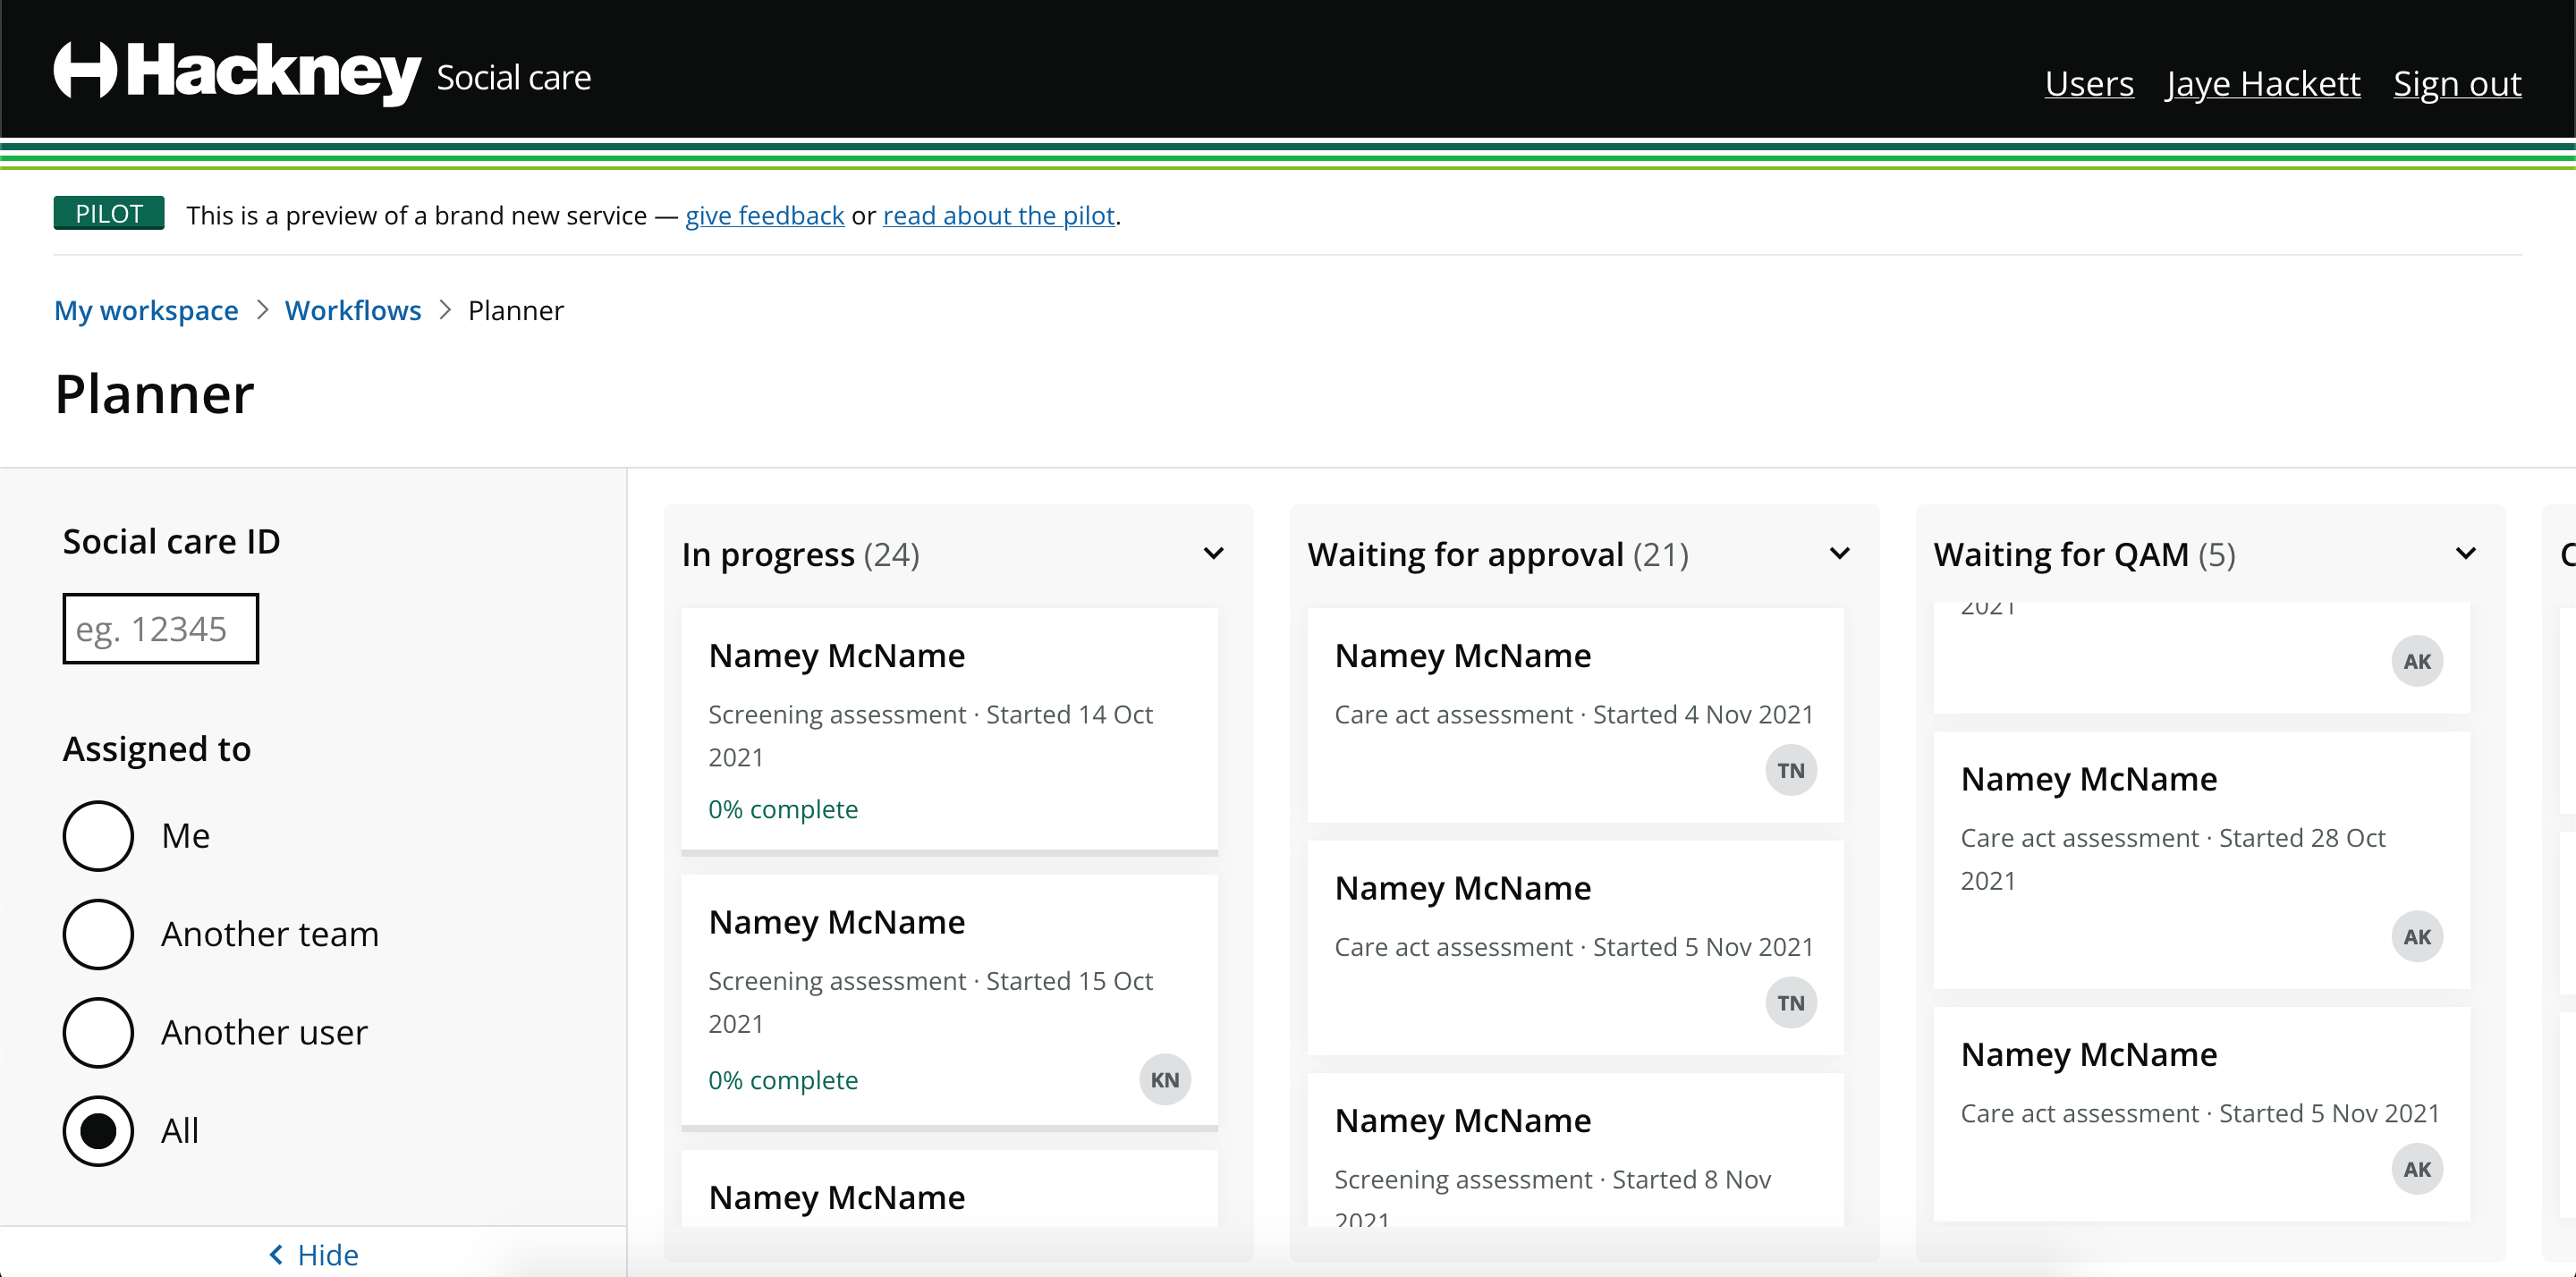 Hackney Social care
Users Jaye Hackett Sign out
PILOT This is a preview of a brand new service — give feedback or read about the pilot.
My workspace > Workflows > Planner
Planner
Social care ID
eg. 12345
Assigned to
Me
Another team
Another user
All
Hide
In progress (24)
Namey McName
Screening assessment · Started 14 Oct
2021
0% complete
Namey McName
Screening assessment · Started 15 Oct
2021
0% complete KN
Namey McName
Waiting for approval (21)
Namey McName
Care act assessment · Started 4 Nov 2021
TN
Namey McName
Care act assessment · Started 5 Nov 2021
TN
Namey McName
Screening assessment · Started 8 Nov
2021
Waiting for QAM (5)
2021
AK
Namey McName
Care act assessment · Started 28 Oct
2021
AK
Namey McName
Care act assessment · Started 5 Nov 2021
AK